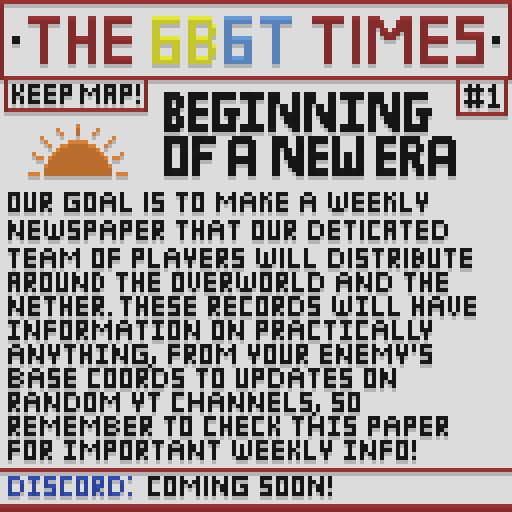 ·THE 6B6T TIMES·
KEEP MAP!
#1
BEGINNING
OF A NEW ERA
OUR GOAL IS TO MAKE A WEEKLY
NEWSPAPER THAT OUR DETICATED
TEAM OF PLAYERS WILL DISTRIBUTE
AROUND THE OVERWORLD AND THE
NETHER. THESE RECORDS WILL HAVE
INFORMATION ON PRACTICALLY
ANYTHING, FROM YOUR ENEMY'S
BASE COORDS TO UPDATES ON
RANDOM YT CHANNELS, SO
REMEMBER TO CHECK THIS PAPER
FOR IMPORTANT WEEKLY INFO!
DISCORD: COMING SOON!